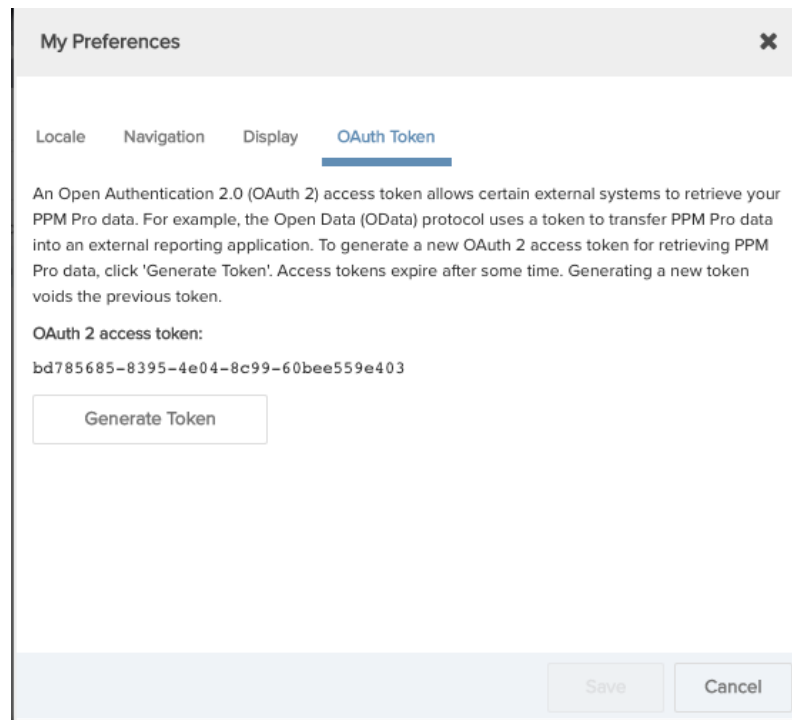 My Preferences
Locale Navigation Display OAuth Token
An Open Authentication 2.0 (OAuth 2) access token allows certain external systems to retrieve your
PPM Pro data. For example, the Open Data (OData) protocol uses a token to transfer PPM Pro data
into an external reporting application. To generate a new OAuth 2 access token for retrieving PPM
Pro data, click 'Generate Token'. Access tokens expire after some time. Generating a new token
voids the previous token.
OAuth 2 access token:
bd785685-8395-4e04-8c99-60bee559e403
Generate Token
Save Cancel